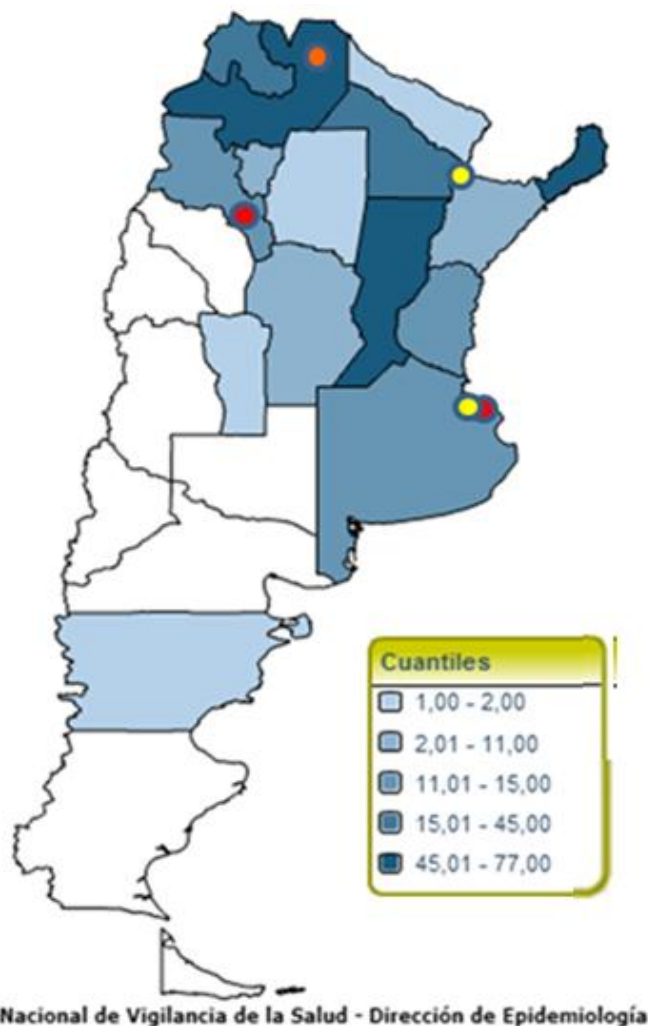 Cuantiles
1,00 - 2,00
2,01 - 11,00
11,01 - 15,00
15,01 - 45,00
45,01 - 77,00
Nacional de Vigilancia de la Salud - Dirección de Epidemiología